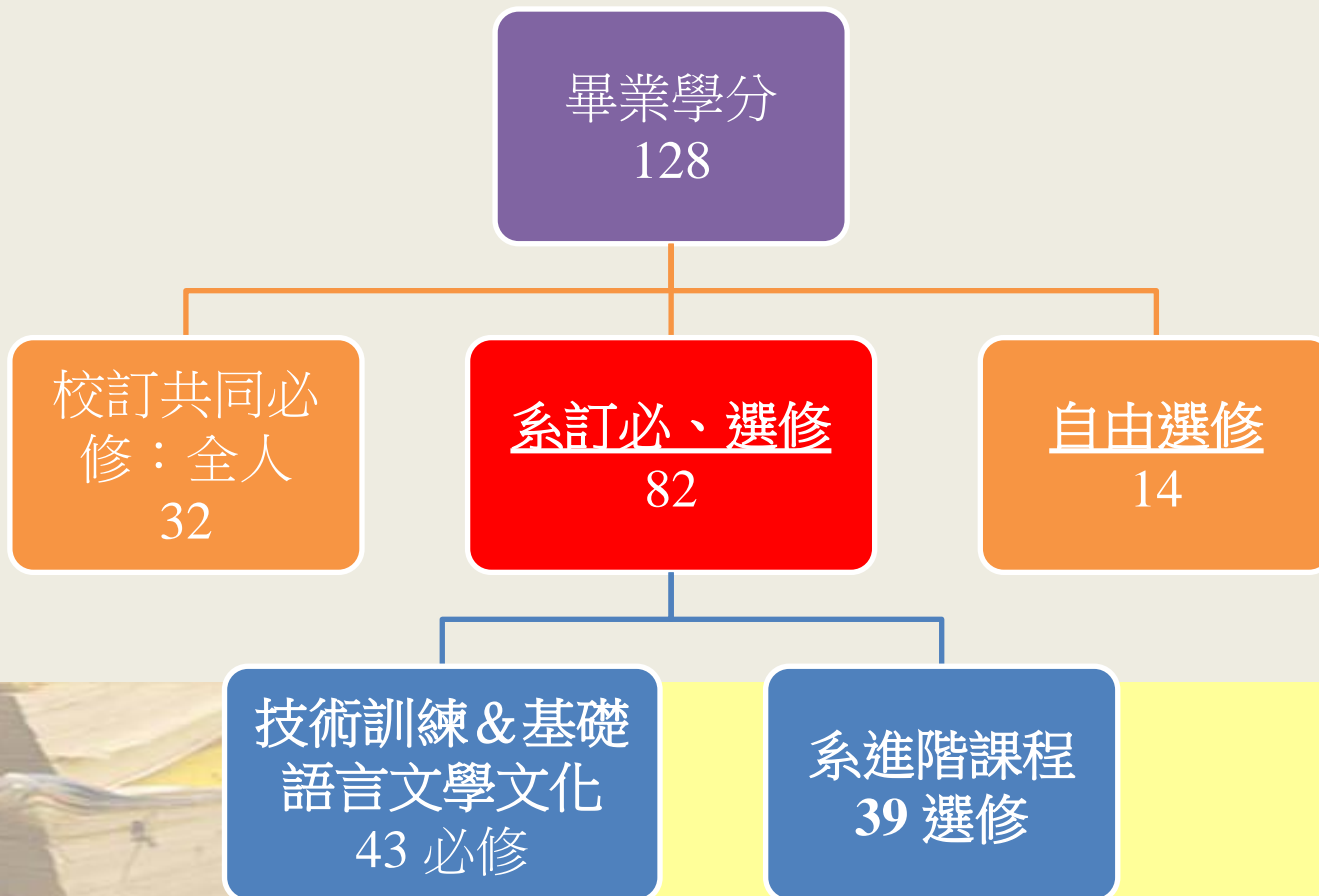 畢業學分
128
校訂共同必
修：全人
32
系訂必、選修
82
自由選修
14
技術訓練＆基礎
語言文學文化
43 必修
系進階課程
39 選修